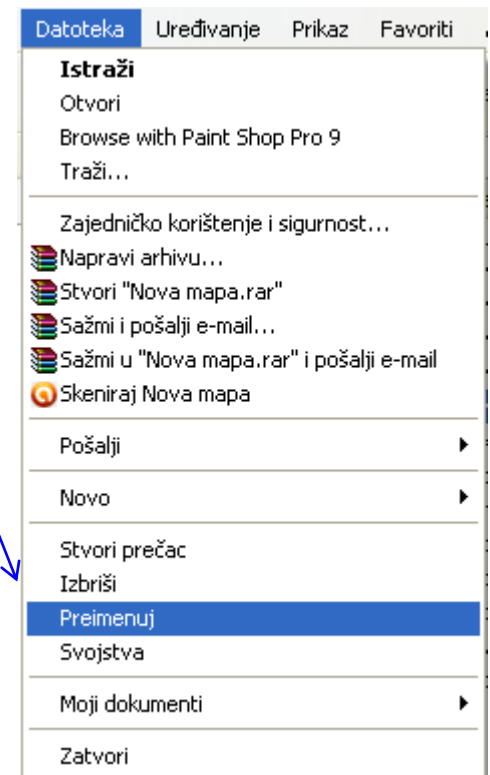 Datoteka Uređivanje Prikaz Favoriti
Istraži
Otvori
Browse with Paint Shop Pro 9
Traži...
Zajedničko korištenje i sigurnost...
Napravi arhivu...
Stvori "Nova mapa.rar"
Sažmi i pošalji e-mail...
Sažmi u "Nova mapa.rar" i pošalji e-mail
Skeniraj Nova mapa
Pošalji
Novo
Stvori prečac
Izbriši
Preimenuj
Svojstva
Moji dokumenti
Zatvori